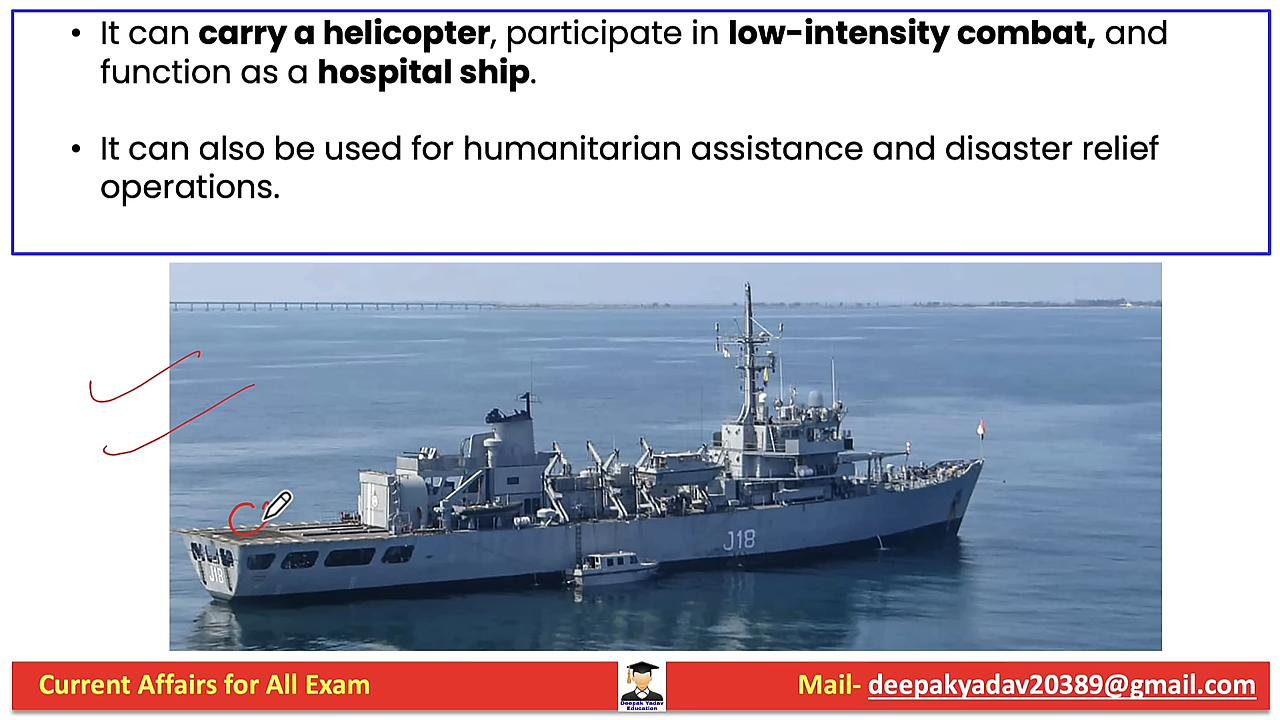 • It can carry a helicopter, participate in low-intensity combat, and
function as a hospital ship.
• It can also be used for humanitarian assistance and disaster relief
operations.
J18
J18
Current Affairs for All Exam
Deepak Yadav
Education
Mail- deepakyadav20389@gmail.com